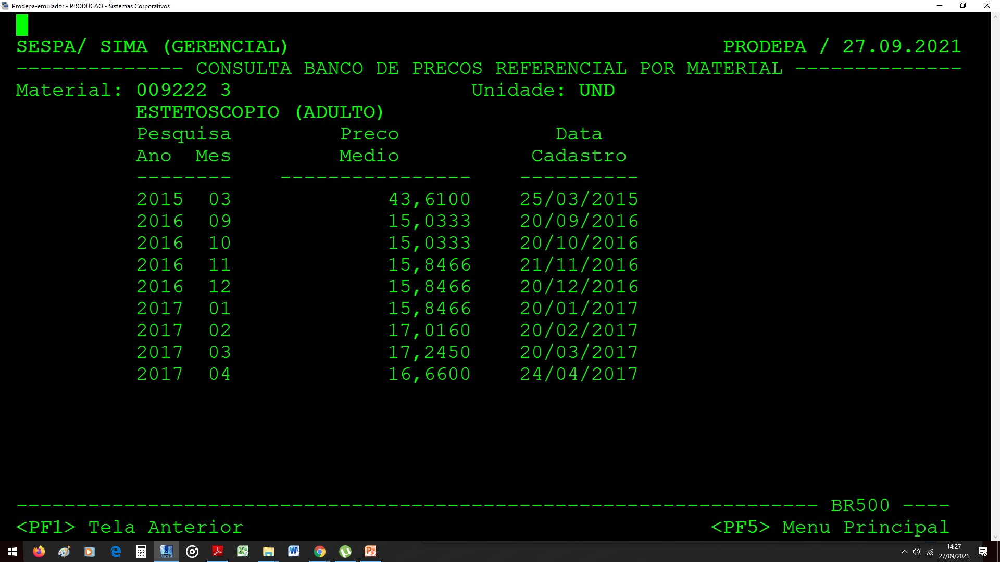 Prodepa-emulador - PRODUCAO - Sistemas Corporativos
SESPA/ SIMA (GERENCIAL) PRODEPA / 27.09.2021
-------------- CONSULTA BANCO DE PRECOS REFERENCIAL POR MATERIAL --------------
Material: 009222 3 Unidade: UND
ESTETOSCOPIO (ADULTO)
Pesquisa Preco Data
Ano Mes Medio Cadastro
-------- ---------------- ----------
2015 03 43,6100 25/03/2015
2016 09 15,0333 20/09/2016
2016 10 15,0333 20/10/2016
2016 11 15,8466 21/11/2016
2016 12 15,8466 20/12/2016
2017 01 15,8466 20/01/2017
2017 02 17,0160 20/02/2017
2017 03 17,2450 20/03/2017
2017 04 16,6600 24/04/2017
------------------------------------------------------------------- BR500 ----
<PF1> Tela Anterior <PF5> Menu Principal
14:27
27/09/2021